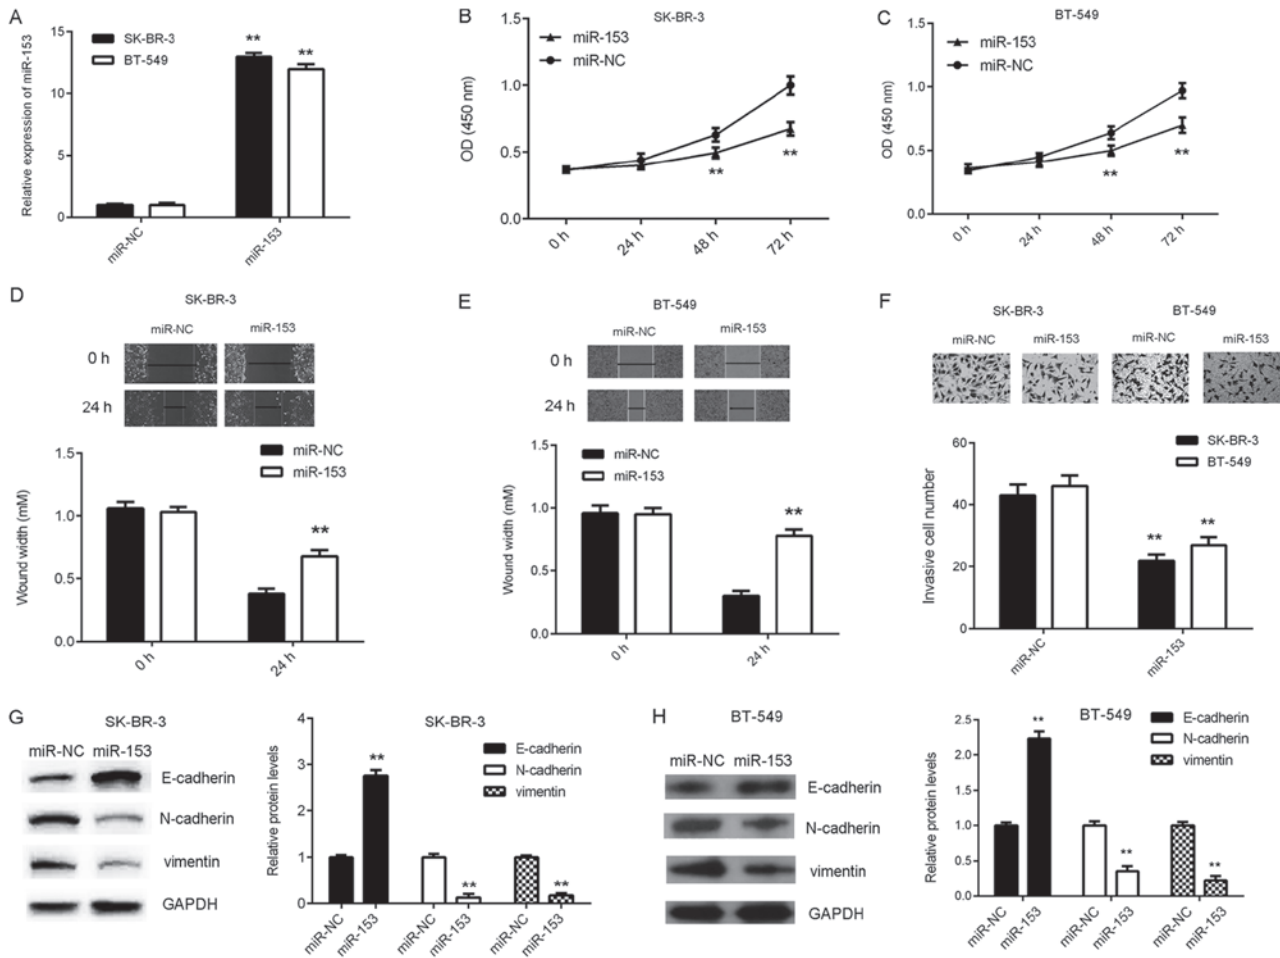 A
Relative expression of miR-153
15
10
5
0
SK-BR-3
BT-549
**
**
miR-NC
miR-153
B
SK-BR-3
OD (450 nm)
1.5
1.0
0.5
0.0
miR-153
miR-NC
**
**
0 h
24 h
48 h
72 h
C
BT-549
OD (450 nm)
1.5
1.0
0.5
0.0
miR-153
miR-NC
**
**
0 h
24 h
48 h
72 h
D
SK-BR-3
miR-NC
miR-153
0 h
24 h
Wound width (mM)
1.5
1.0
0.5
0.0
miR-NC
miR-153
**
0 h
24 h
E
BT-549
miR-NC
miR-153
0 h
24 h
Wound width (mM)
1.5
1.0
0.5
0.0
miR-NC
miR-153
**
0 h
24 h
F
SK-BR-3
BT-549
miR-NC
miR-153
miR-NC
miR-153
Invasive cell number
60
40
20
0
SK-BR-3
BT-549
**
**
miR-NC
miR-153
G
SK-BR-3
miR-NC miR-153
E-cadherin
N-cadherin
vimentin
GAPDH
SK-BR-3
Relative protein levels
4
3
2
1
0
E-cadherin
N-cadherin
vimentin
**
**
**
miR-NC
miR-153
miR-NC
miR-153
miR-NC
miR-153
H
BT-549
miR-NC miR-153
E-cadherin
N-cadherin
vimentin
GAPDH
BT-549
Relative protein levels
2.5
2.0
1.5
1.0
0.5
0.0
E-cadherin
N-cadherin
vimentin
**
**
**
miR-NC
miR-153
miR-NC
miR-153
miR-NC
miR-153